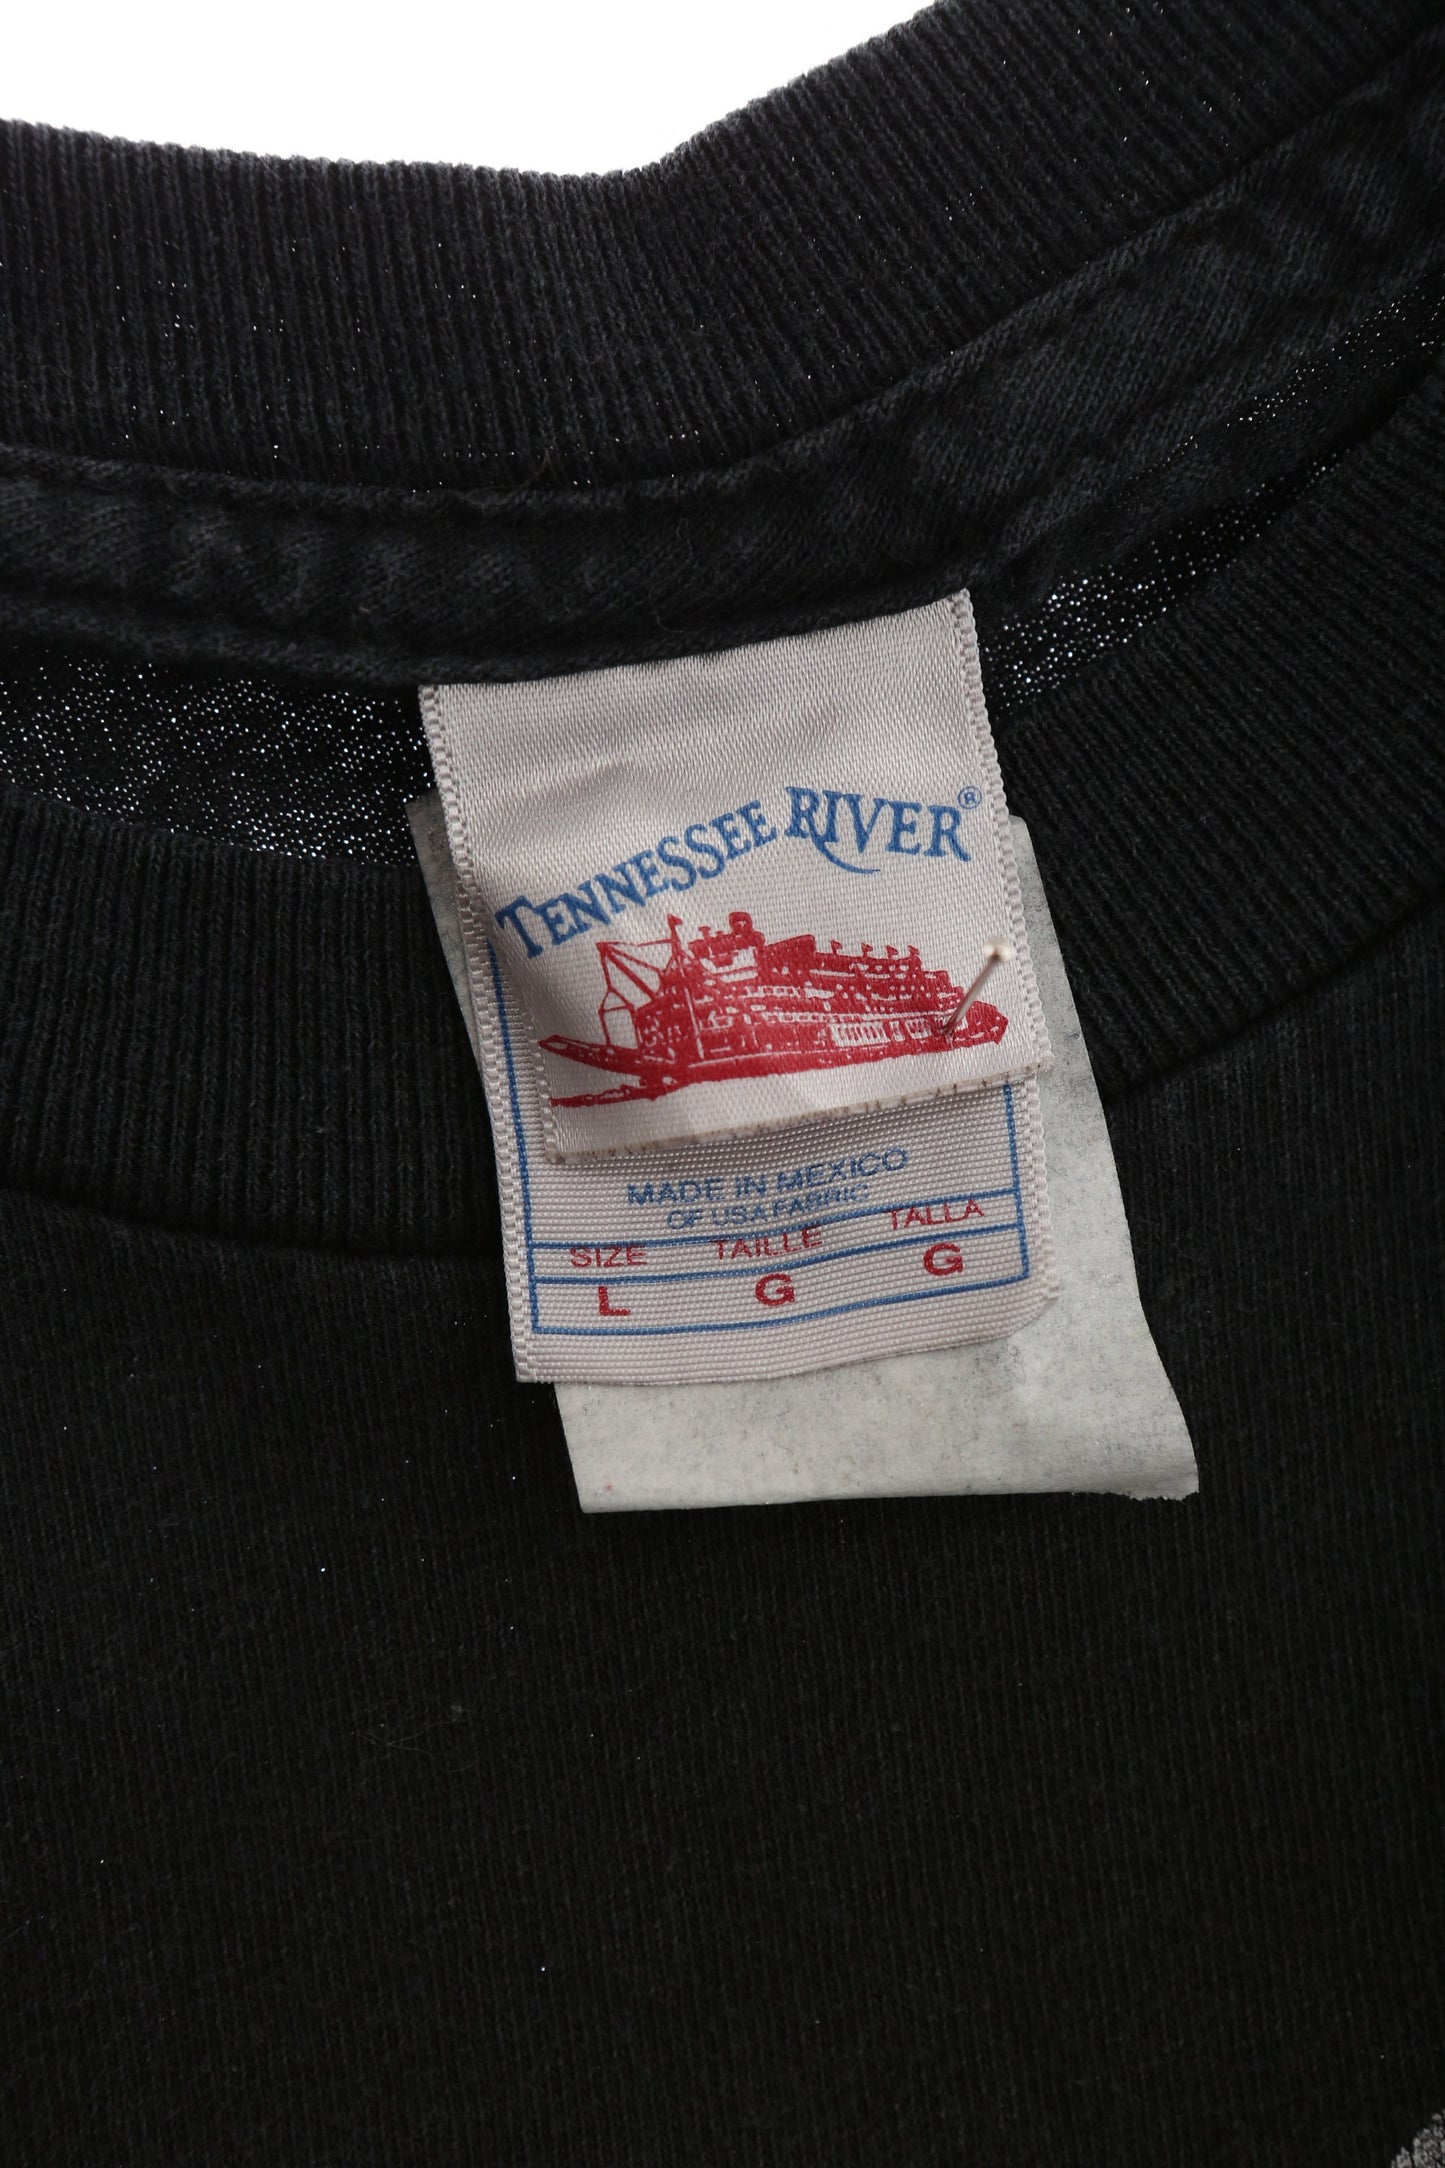 TENNESSEE RIVER®
MADE IN MEXICO
OF USA FABRIC
SIZE TAILLE TALLA
L G G